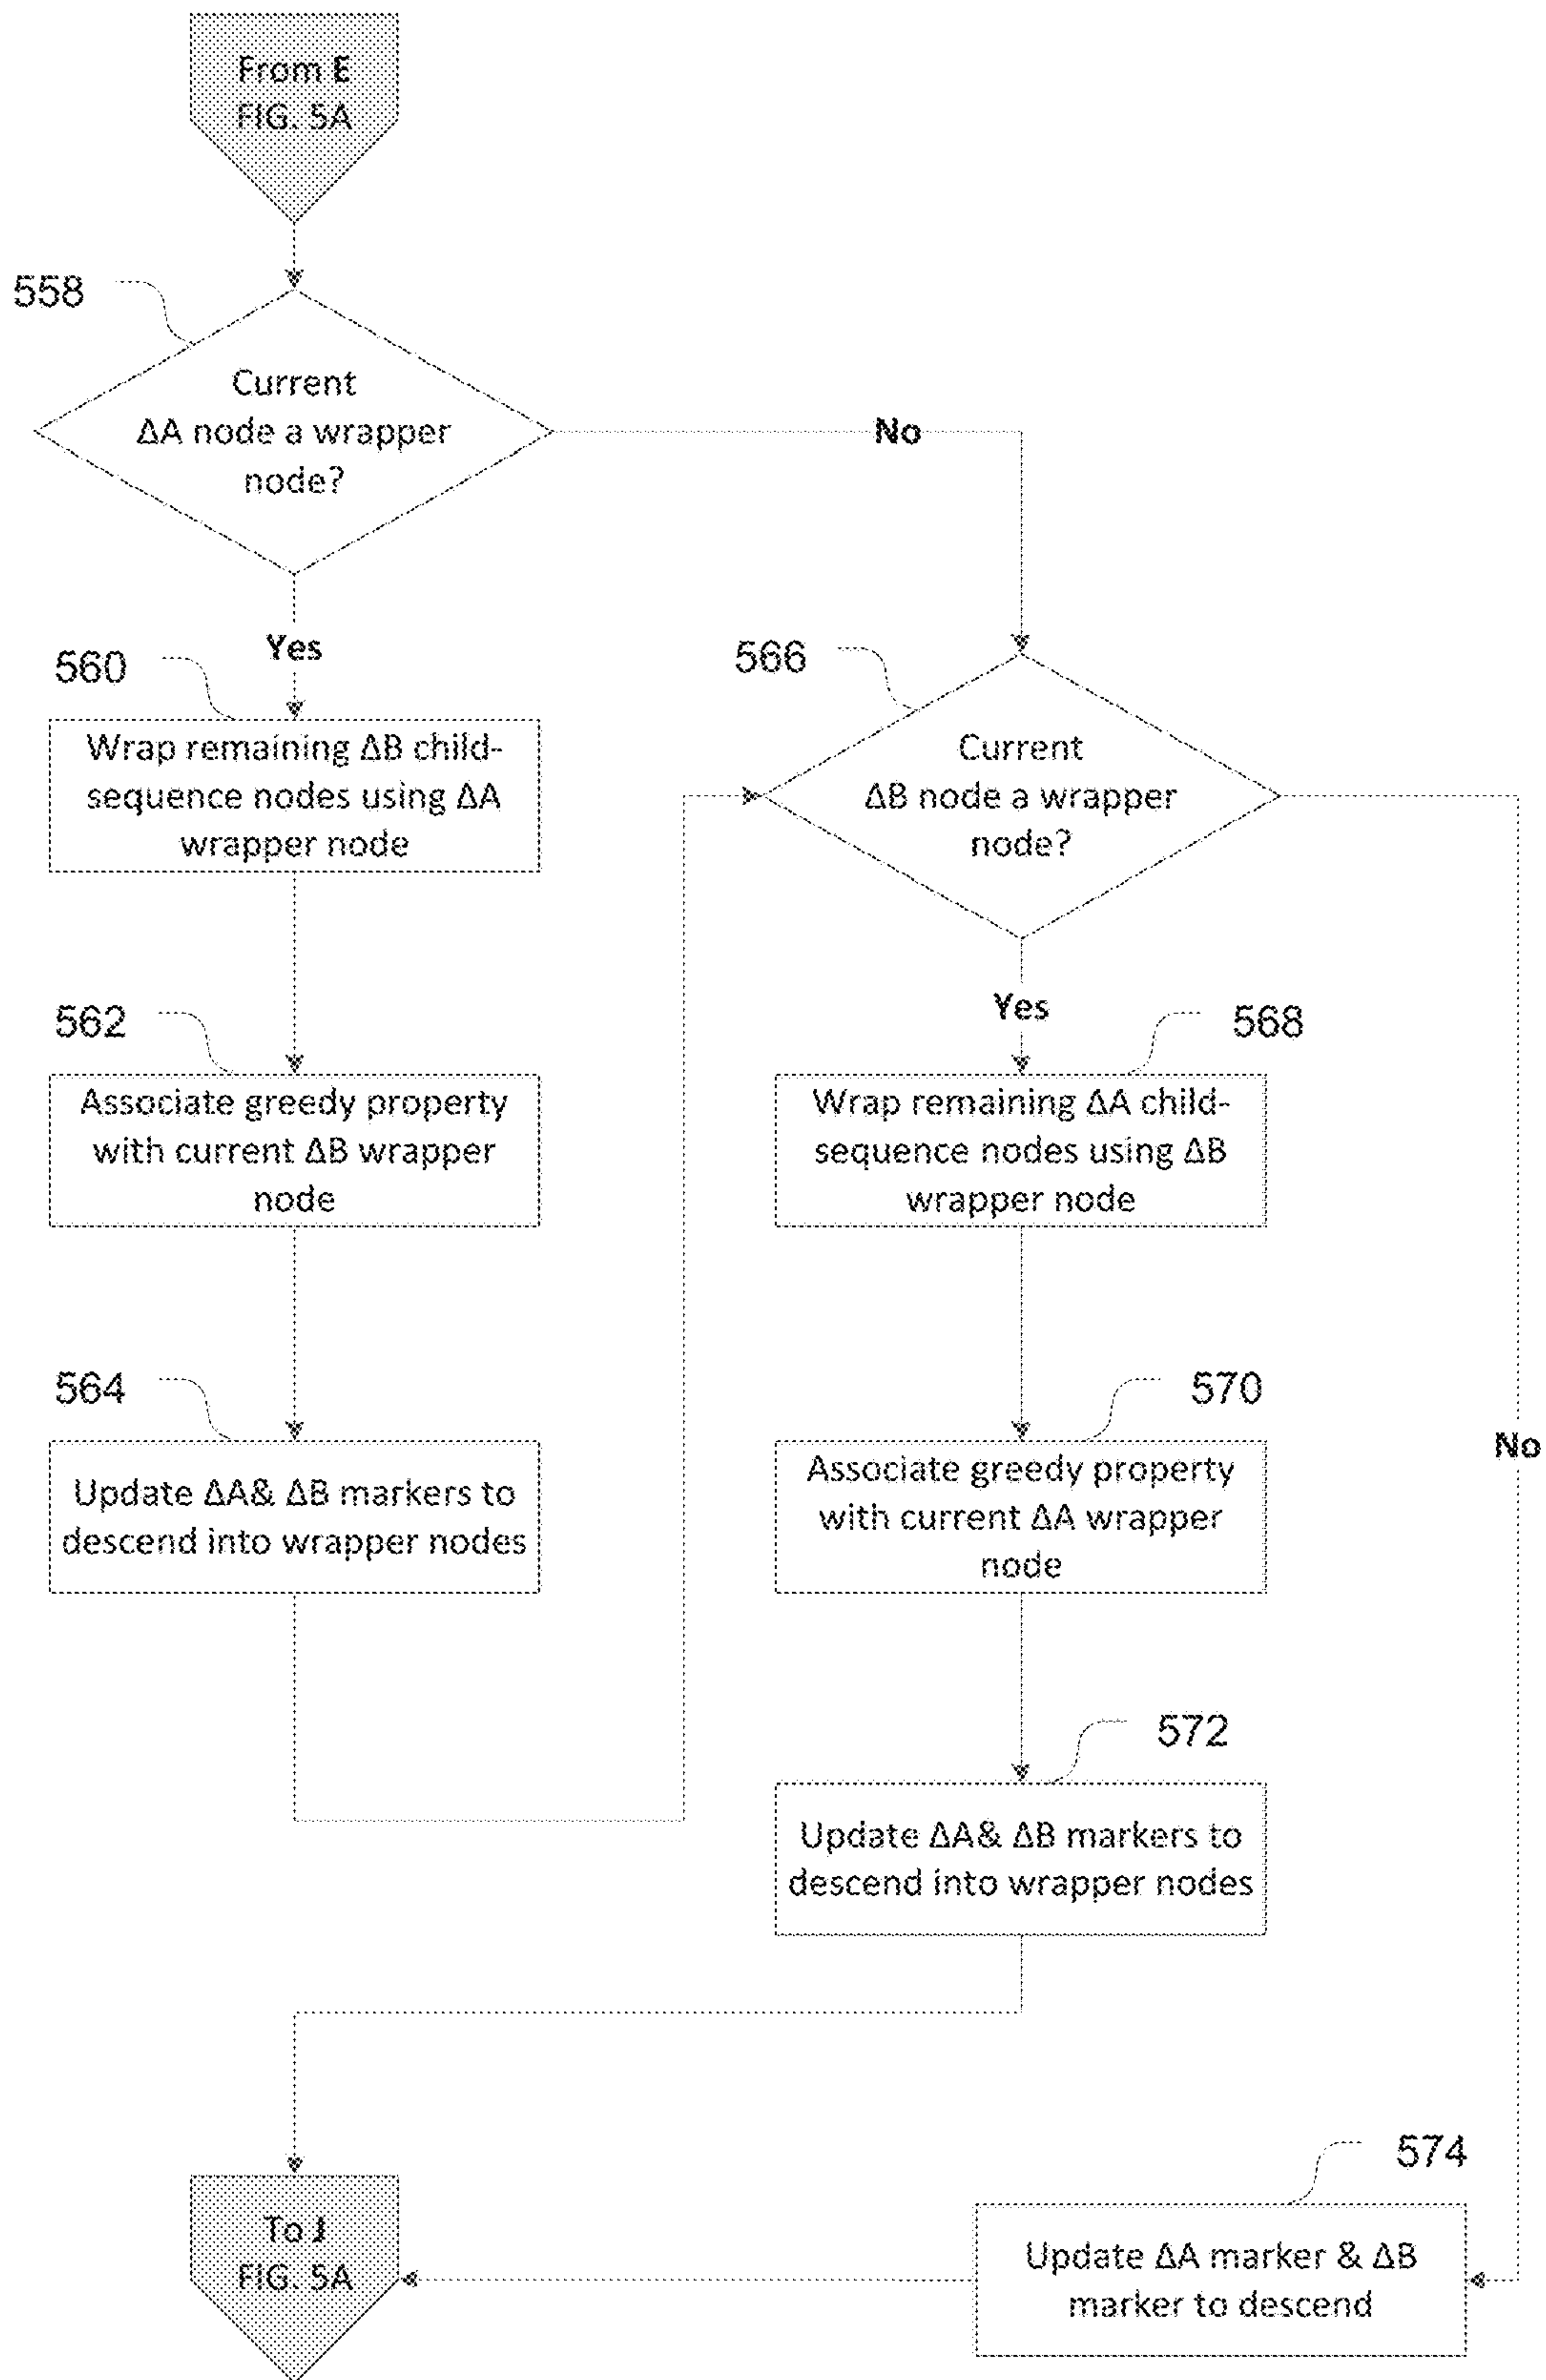 From E
FIG. 5A
558
Current
ΔA node a wrapper
node?
No
Yes
560
Wrap remaining ΔB child-
sequence nodes using ΔA
wrapper node
566
Current
ΔB node a wrapper
node?
562
Associate greedy property
with current ΔB wrapper
node
Yes
568
Wrap remaining ΔA child-
sequence nodes using ΔB
wrapper node
564
Update ΔA& ΔB markers to
descend into wrapper nodes
570
Associate greedy property
with current ΔA wrapper
node
No
572
Update ΔA& ΔB markers to
descend into wrapper nodes
574
Update ΔA marker & ΔB
marker to descend
To J
FIG. 5A